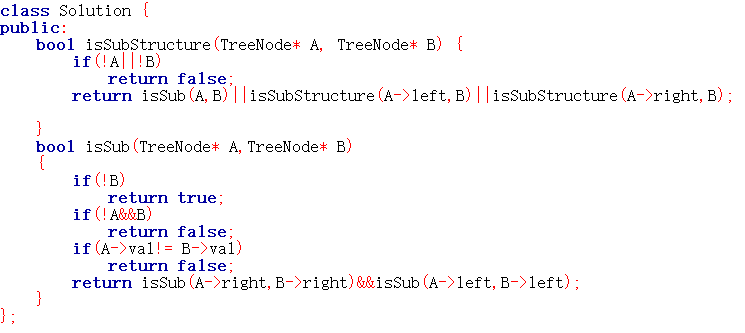 class Solution {
public:
    bool isSubStructure(TreeNode* A, TreeNode* B) {
        if(!A||!B)
            return false;
        return isSub(A,B)||isSubStructure(A->left,B)||isSubStructure(A->right,B);
    }
    bool isSub(TreeNode* A,TreeNode* B)
    {
        if(!B)
            return true;
        if(!A&&B)
            return false;
        if(A->val!= B->val)
            return false;
        return isSub(A->right,B->right)&&isSub(A->left,B->left);
    }
};